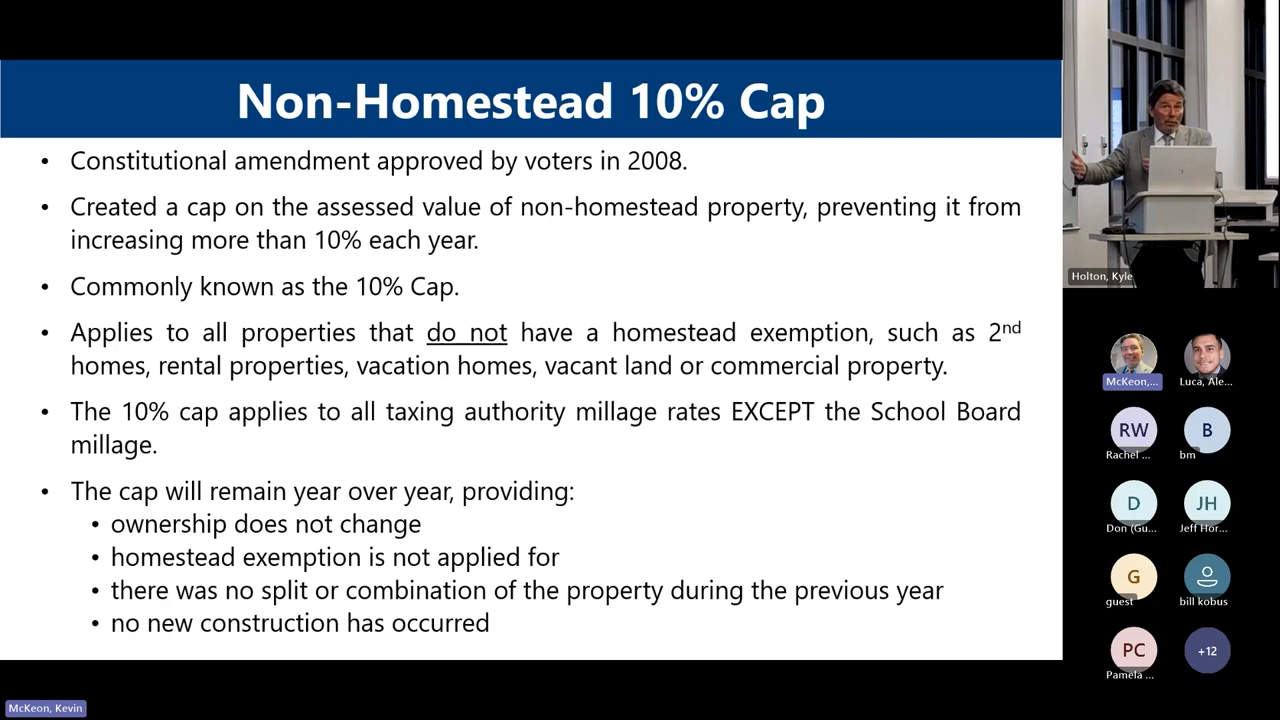 Non-Homestead 10% Cap
• Constitutional amendment approved by voters in 2008.
• Created a cap on the assessed value of non-homestead property, preventing it from
increasing more than 10% each year.
• Commonly known as the 10% Cap.
• Applies to all properties that do not have a homestead exemption, such as 2nd
homes, rental properties, vacation homes, vacant land or commercial property.
• The 10% cap applies to all taxing authority millage rates EXCEPT the School Board
millage.
• The cap will remain year over year, providing:
• ownership does not change
• homestead exemption is not applied for
• there was no split or combination of the property during the previous year
• no new construction has occurred
McKeon, Kevin
Holton, Kyle
McKeon,...
Luca, Ale...
RW
Rachel ...
B
bm
D
Don (Gu...
JH
Jeff Hor...
G
guest
bill kobus
PC
Pamela ...
+12